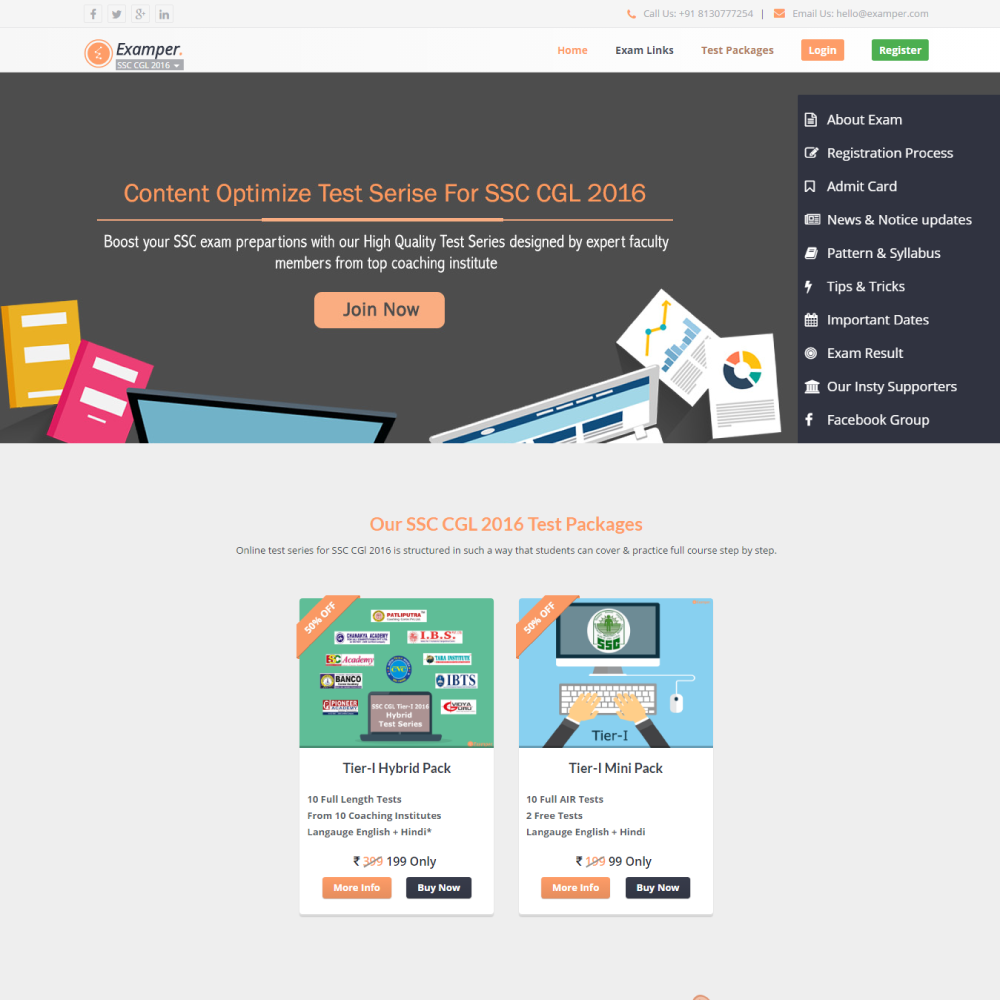 Call Us: +91 8130777254 | Email Us: hello@examper.com
Examper.
SSC CGL 2016
Home Exam Links Test Packages Login Register
About Exam
Registration Process
Admit Card
News & Notice updates
Pattern & Syllabus
Tips & Tricks
Important Dates
Exam Result
Our Insty Supporters
Facebook Group
Content Optimize Test Serise For SSC CGL 2016
Boost your SSC exam prepartions with our High Quality Test Series designed by expert faculty
members from top coaching institute
Join Now
Our SSC CGL 2016 Test Packages
Online test series for SSC CGl 2016 is structured in such a way that students can cover & practice full course step by step.
50% OFF
PATLIPUTRA
CHANAKYA ACADEMY
I.B.S.
Academy
TARA INSTITUTE
CVC
BANCO
IBTS
PIONEER
ACADEMY
VIDYA
GURU
SSC CGL Tier-I 2016
Hybrid
Test Series
Tier-I Hybrid Pack
10 Full Length Tests
From 10 Coaching Institutes
Langauge English + Hindi*
₹ 399 199 Only
More Info Buy Now
50% OFF
SSC
Tier-I
Tier-I Mini Pack
10 Full AIR Tests
2 Free Tests
Langauge English + Hindi
₹ 199 99 Only
More Info Buy Now